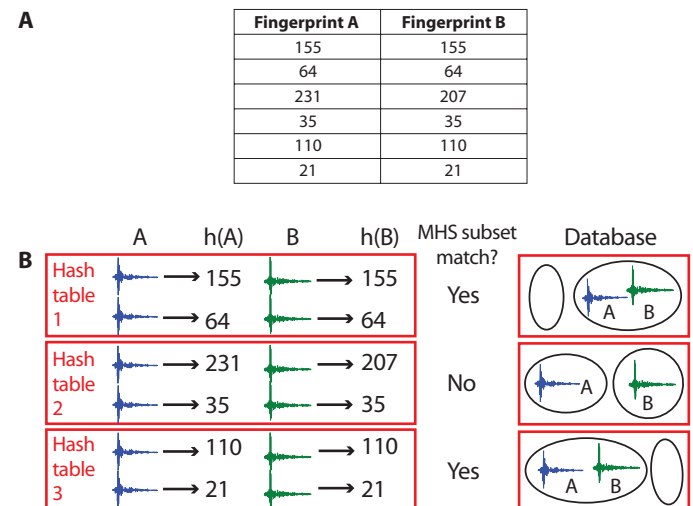 A
Fingerprint A Fingerprint B
155 155
64 64
231 207
35 35
110 110
21 21
B
A h(A) B h(B) MHS subset match? Database
Hash table 1
155 155
64 64
Yes
A B
Hash table 2
231 207
35 35
No
A B
Hash table 3
110 110
21 21
Yes
A B